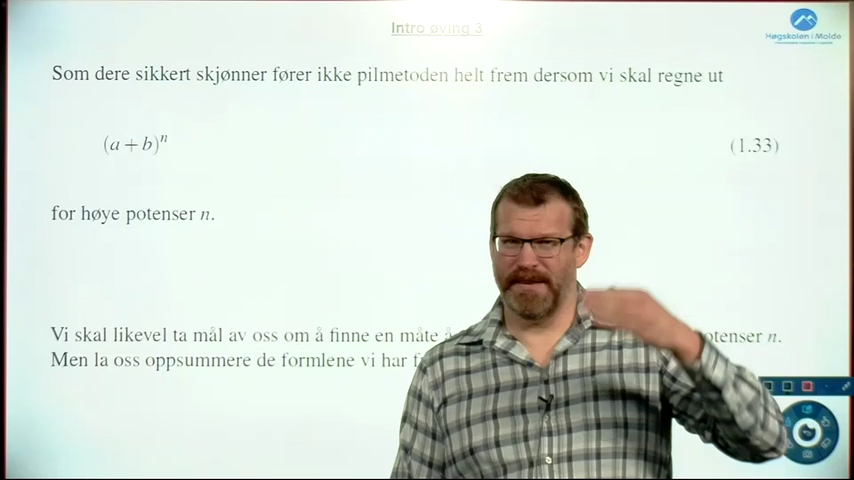 Intro øving 3
Høgskolen i Molde
Som dere sikkert skjønner fører ikke pilmetoden helt frem dersom vi skal regne ut
(a + b)ⁿ (1.33)
for høye potenser n.
Vi skal likevel ta mål av oss om å finne en måte potenser n.
Men la oss oppsummere de formlene vi har